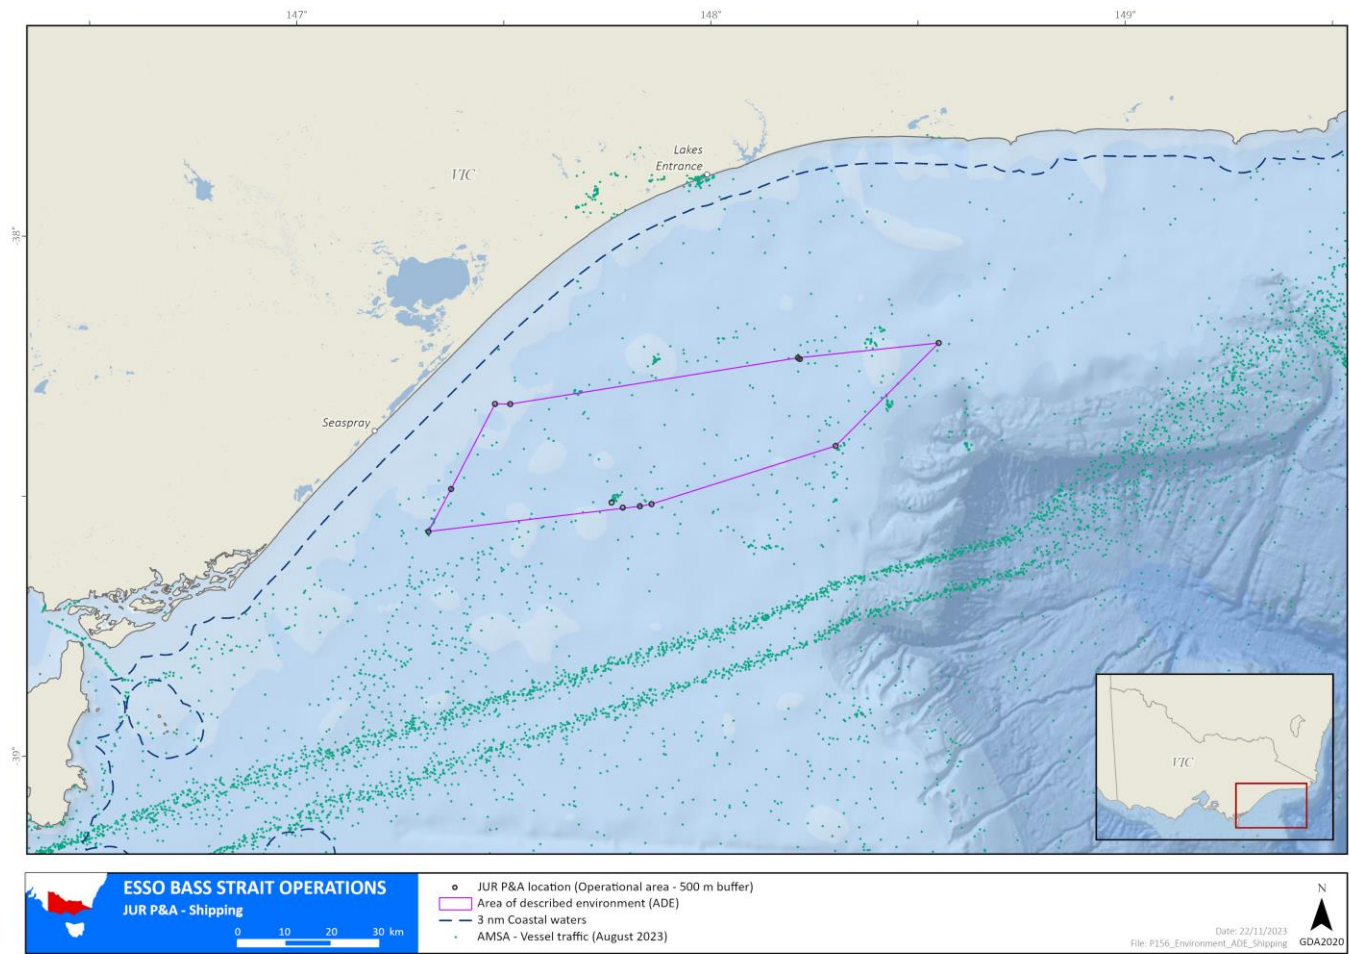 147°
148°
149°
-38°
-39°
VIC
Lakes
Entrance
Seaspray
VIC
ESSO BASS STRAIT OPERATIONS
JUR P&A - Shipping
0 10 20 30 km
JUR P&A location (Operational area - 500 m buffer)
Area of described environment (ADE)
3 nm Coastal waters
AMSA - Vessel traffic (August 2023)
N
Date: 22/11/2023
File: P156_Environment_ADE_Shipping
GDA2020